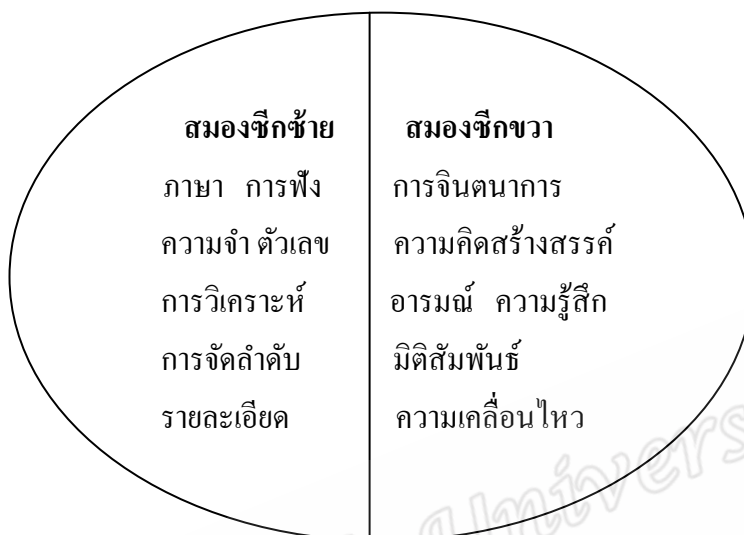 สมองซีกซ้าย
ภาษา การฟัง
ความจำ ตัวเลข
การวิเคราะห์
การจัดลำดับ
รายละเอียด
สมองซีกขวา
การจินตนาการ
ความคิดสร้างสรรค์
อารมณ์ ความรู้สึก
มิติสัมพันธ์
ความเคลื่อนไหว